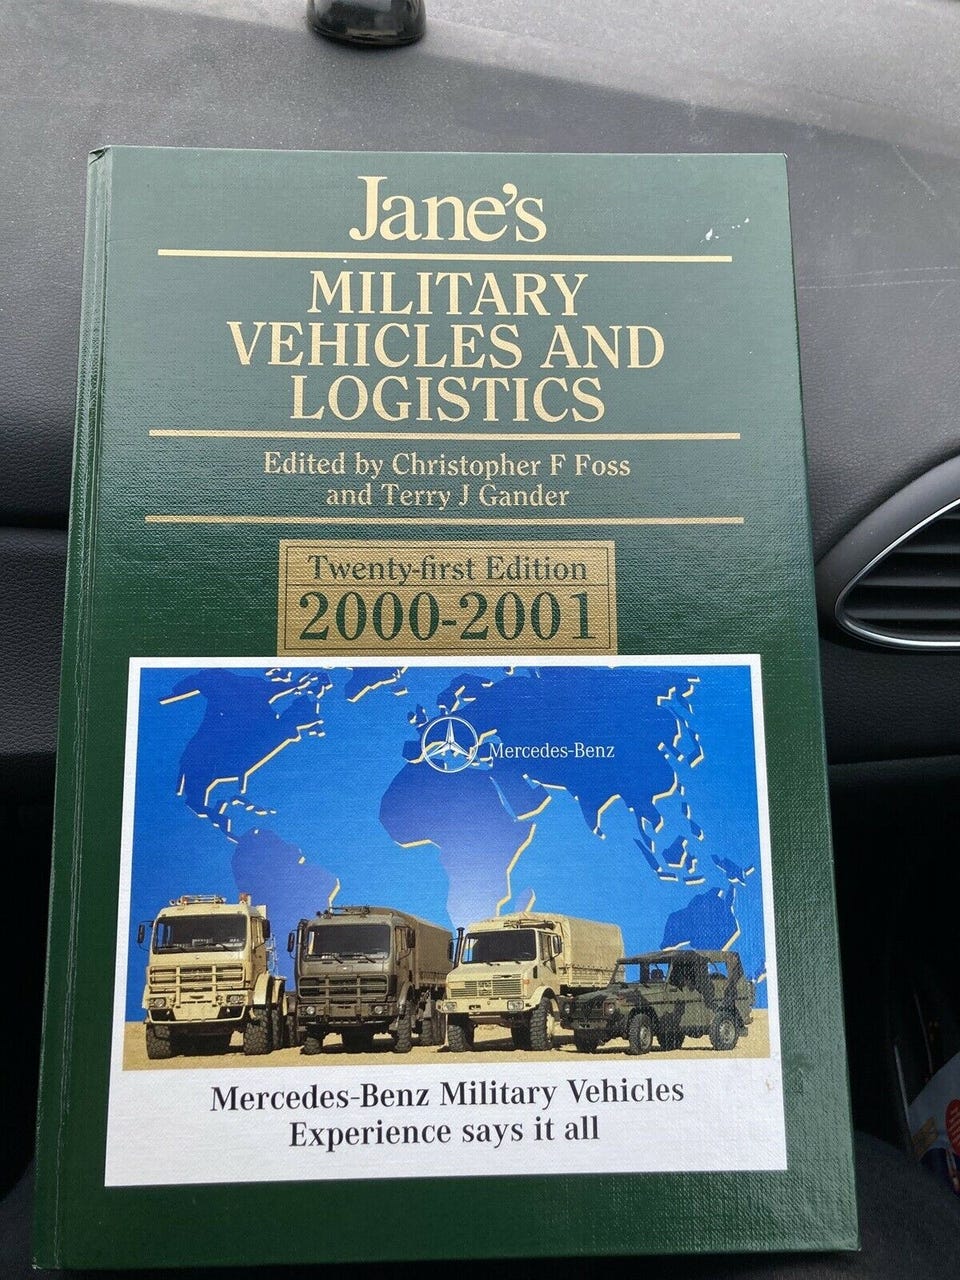 Jane's
MILITARY
VEHICLES AND
LOGISTICS
Edited by Christopher F Foss
and Terry J Gander
Twenty-first Edition
2000-2001
Mercedes-Benz
Mercedes-Benz Military Vehicles
Experience says it all